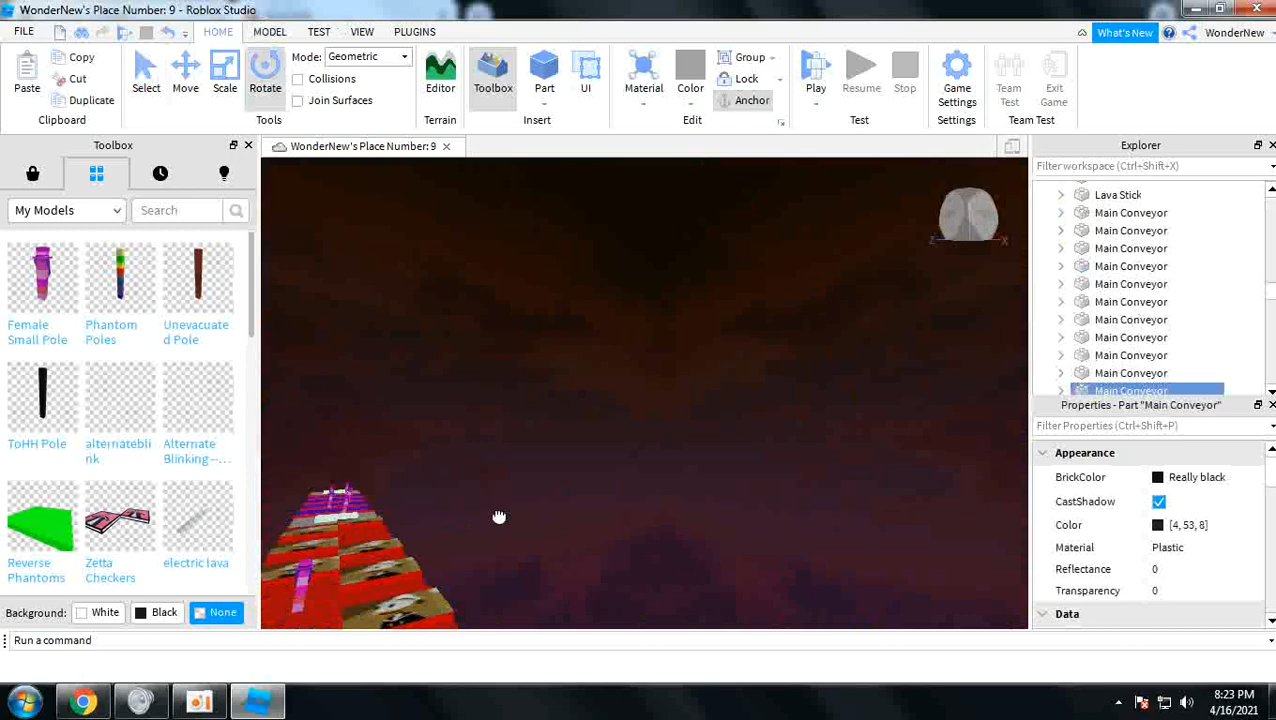 WonderNew's Place Number: 9 - Roblox Studio
FILE
HOME
MODEL
TEST
VIEW
PLUGINS
What's New
WonderNew
Paste
Copy
Cut
Duplicate
Clipboard
Select
Move
Scale
Rotate
Mode: Geometric
Collisions
Join Surfaces
Tools
Editor
Terrain
Toolbox
Part
UI
Insert
Material
Color
Group
Lock
Anchor
Edit
Play
Resume
Stop
Test
Game
Settings
Settings
Team
Test
Exit
Game
Team Test
Toolbox
WonderNew's Place Number: 9
Explorer
Filter workspace (Ctrl+Shift+X)
My Models
Search
Female
Small Pole
Phantom
Poles
Unevacuate
d Pole
ToHH Pole
alternatebli
nk
Alternate
Blinking --...
Reverse
Phantoms
Zetta
Checkers
electric lava
Background:
White
Black
None
Z
X
Lava Stick
Main Conveyor
Main Conveyor
Main Conveyor
Main Conveyor
Main Conveyor
Main Conveyor
Main Conveyor
Main Conveyor
Main Conveyor
Main Conveyor
Main Conveyor
Properties - Part "Main Conveyor"
Filter Properties (Ctrl+Shift+P)
Appearance
BrickColor Really black
CastShadow
Color [4, 53, 8]
Material Plastic
Reflectance 0
Transparency 0
Data
Run a command
8:23 PM
4/16/2021